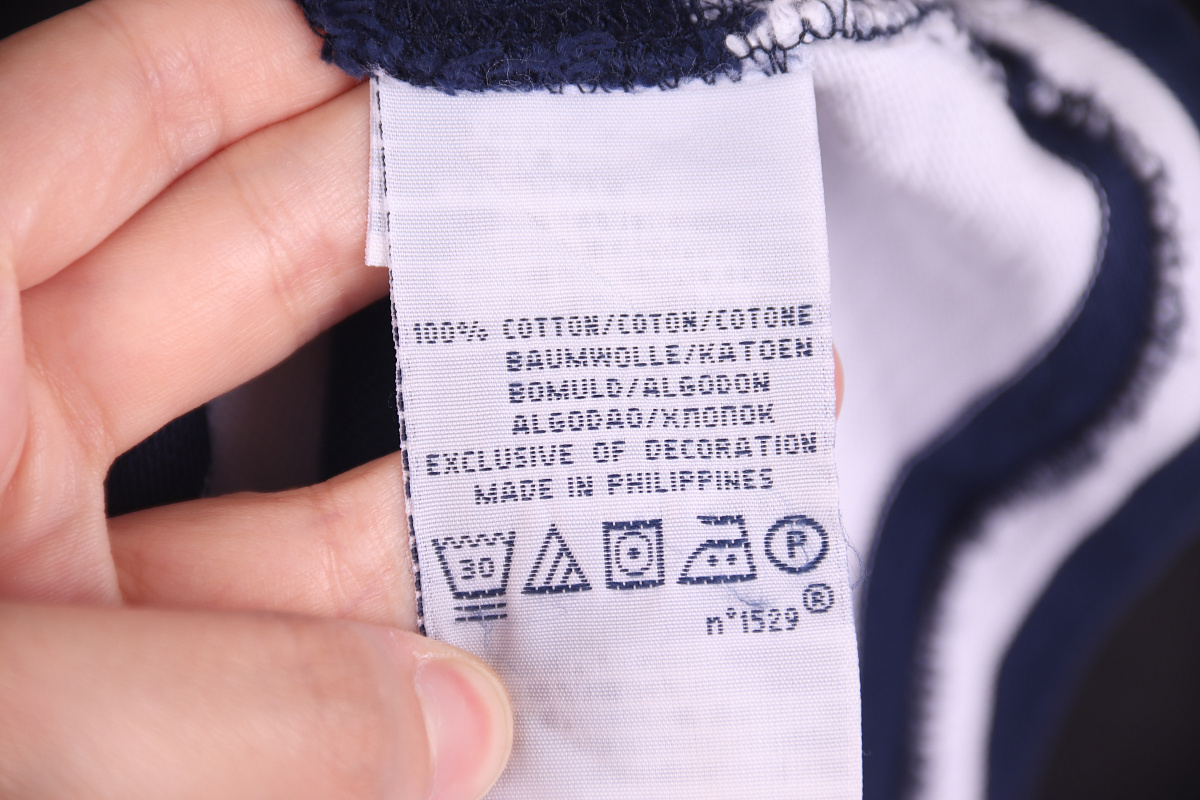 100% COTTON/COTON/COTONE
BAUMWOLLE/KATOEN
BOMULD/ALGODON
ALGODAO/ХЛОПОК
EXCLUSIVE OF DECORATION
MADE IN PHILIPPINES
30 P
n°1529®